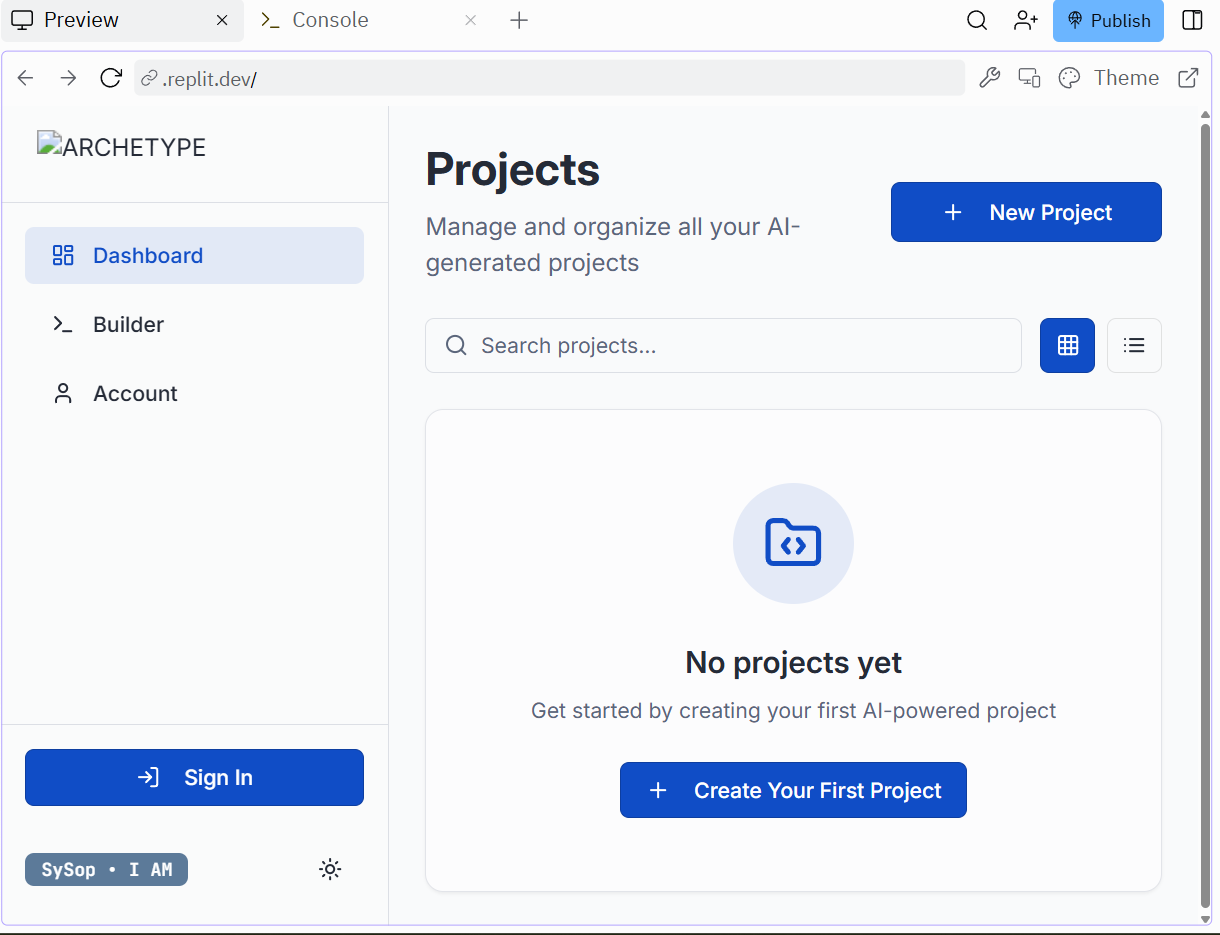 Preview
Console
Publish
.replit.dev/
Theme
ARCHETYPE
Dashboard
Builder
Account
Sign In
SySop • I AM
Projects
Manage and organize all your AI-
generated projects
New Project
Search projects...
No projects yet
Get started by creating your first AI-powered project
Create Your First Project